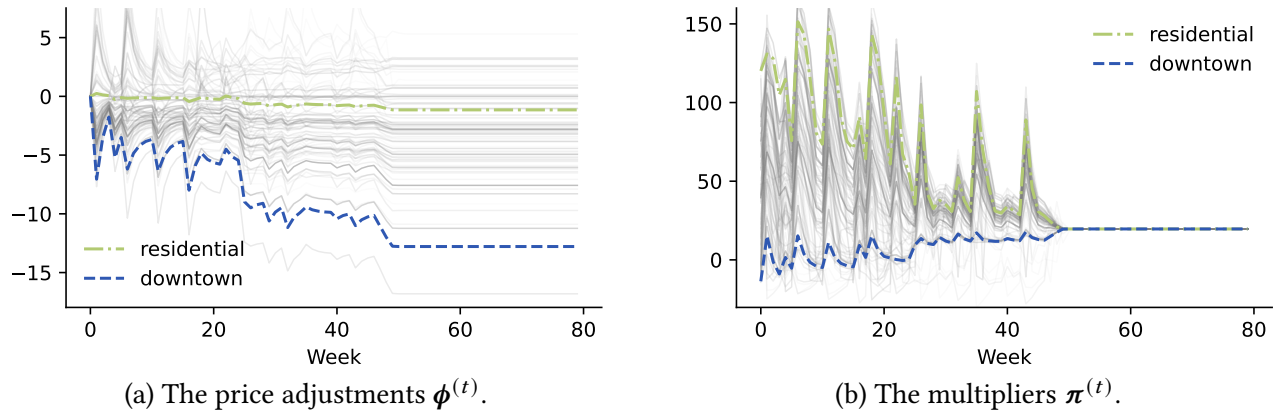 5
0
−5
−10
−15
residential
downtown
0
20
40
60
80
Week
(a) The price adjustments ϕ(t).
150
100
50
0
residential
downtown
0
20
40
60
80
Week
(b) The multipliers π(t).